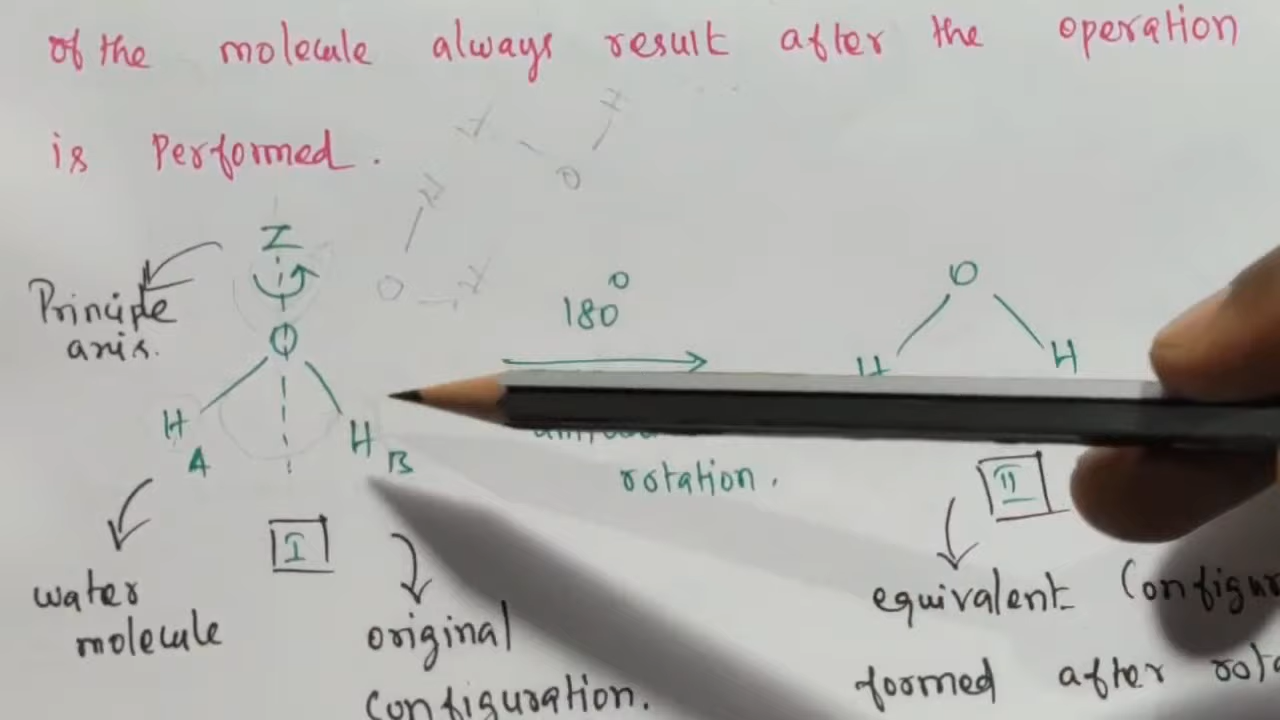 of the molecule always result after the operation
is Performed.
Z
Principle
axis.
O
H
A
H
B
180°
rotation.
O
H
H
I
II
water
molecule
original
configuration.
equivalent
formed after